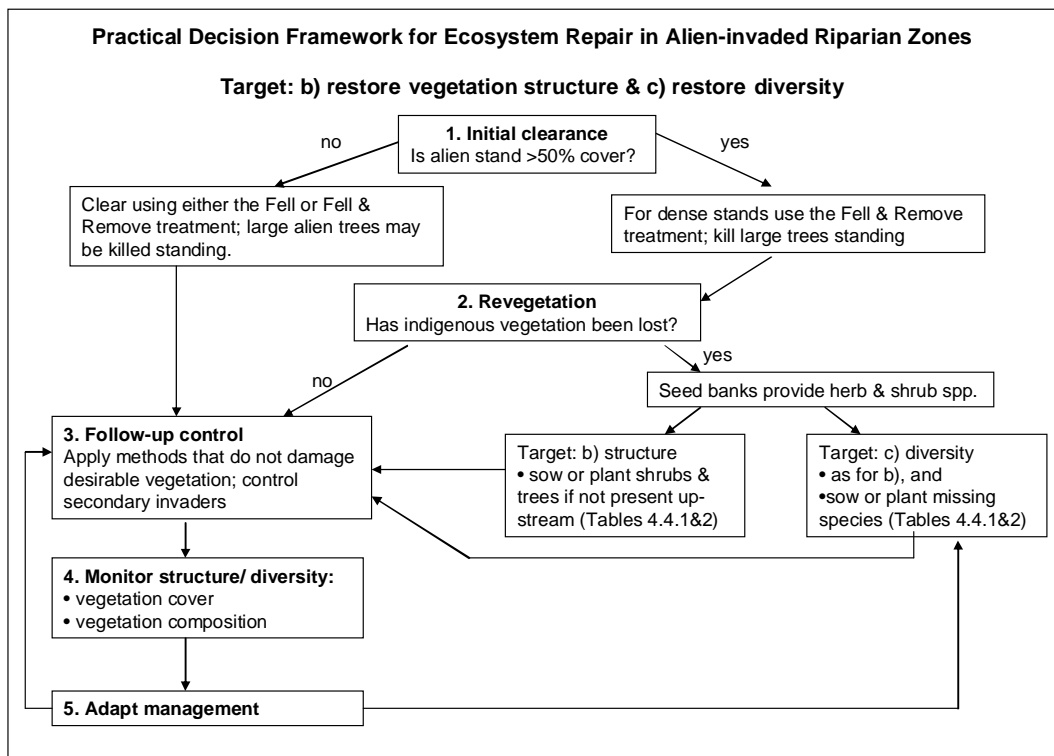 Practical Decision Framework for Ecosystem Repair in Alien-invaded Riparian Zones
Target: b) restore vegetation structure & c) restore diversity
1. Initial clearance
Is alien stand >50% cover?
no
yes
Clear using either the Fell or Fell &
Remove treatment; large alien trees may
be killed standing.
For dense stands use the Fell & Remove
treatment; kill large trees standing
2. Revegetation
Has indigenous vegetation been lost?
no
yes
Seed banks provide herb & shrub spp.
3. Follow-up control
Apply methods that do not damage
desirable vegetation; control
secondary invaders
Target: b) structure
• sow or plant shrubs &
trees if not present up-
stream (Tables 4.4.1&2)
Target: c) diversity
• as for b), and
•sow or plant missing
species (Tables 4.4.1&2)
4. Monitor structure/ diversity:
• vegetation cover
• vegetation composition
5. Adapt management